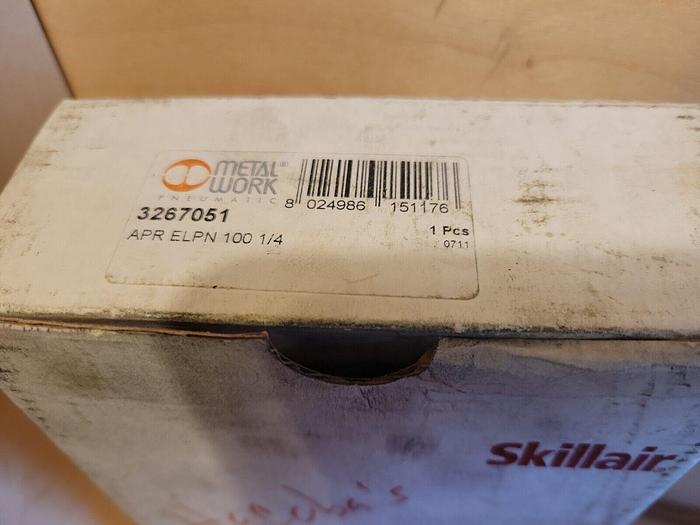 METAL® WORK
PNEUMATIC
8 024986 151176
3267051
1 Pcs
APR ELPN 100 1/4
0711
Skillair